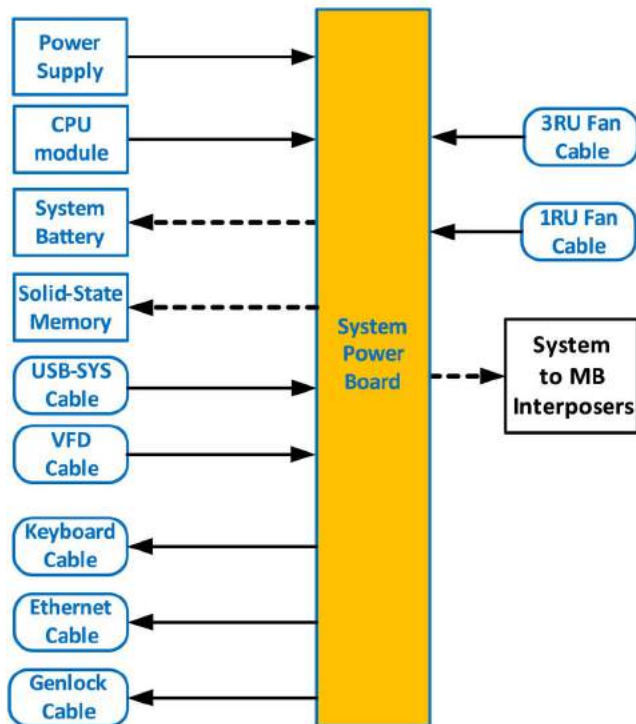 Power
Supply
CPU
module
System
Battery
Solid-State
Memory
USB-SYS
Cable
VFD
Cable
Keyboard
Cable
Ethernet
Cable
Genlock
Cable
System
Power
Board
3RU Fan
Cable
1RU Fan
Cable
System
to MB
Interposers